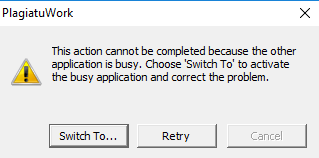 PlagiatuWork
This action cannot be completed because the other
application is busy. Choose 'Switch To' to activate
the busy application and correct the problem.
Switch To... Retry Cancel